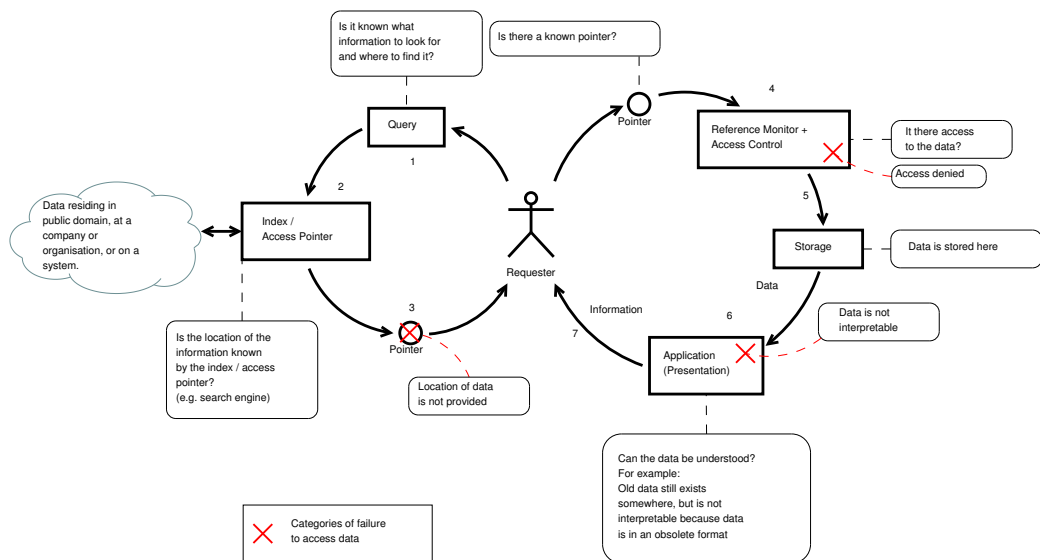 Is it known what
information to look for
and where to find it?
Is there a known pointer?
Query
1
2
Data residing in
public domain, at a
company or
organisation, or on a
system.
Index /
Access Pointer
Is the location of the
information known
by the index / access
pointer?
(e.g. search engine)
3
Pointer
Location of data
is not provided
Requester
Pointer
4
Reference Monitor +
Access Control
It there access
to the data?
Access denied
5
Storage
Data is stored here
Data
6
Data is not
interpretable
Application
(Presentation)
Information
7
Can the data be understood?
For example:
Old data still exists
somewhere, but is not
interpretable because data
is in an obsolete format
Categories of failure
to access data